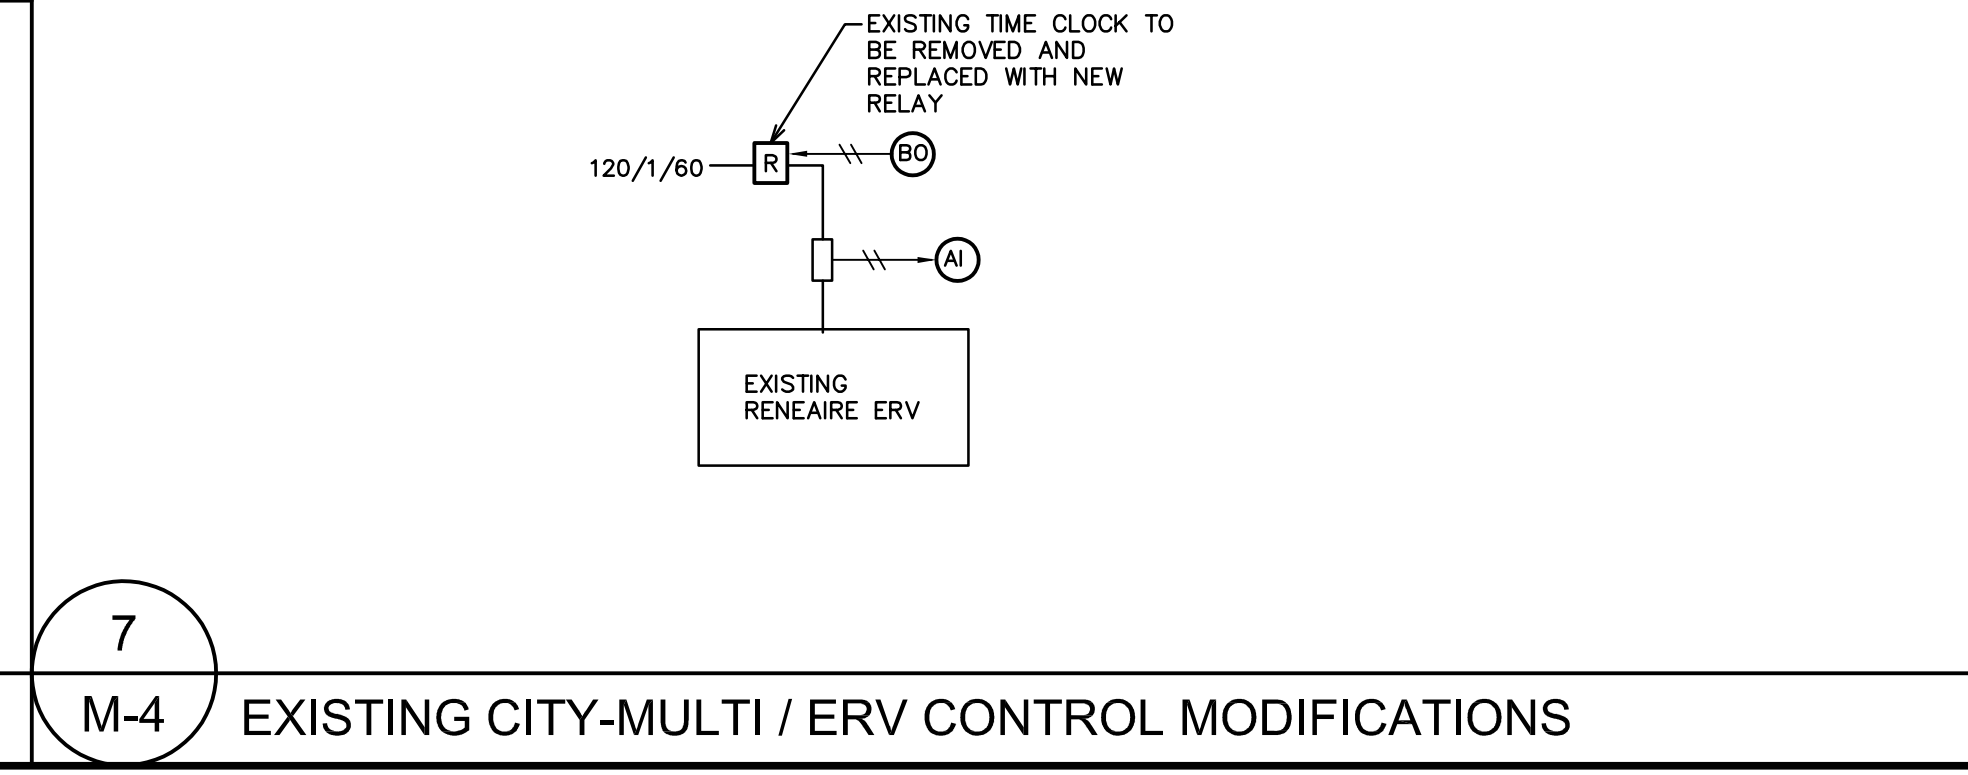 EXISTING TIME CLOCK TO
BE REMOVED AND
REPLACED WITH NEW
RELAY
120/1/60
R
BO
AI
EXISTING
RENEAIRE ERV
7
M-4
EXISTING CITY-MULTI / ERV CONTROL MODIFICATIONS